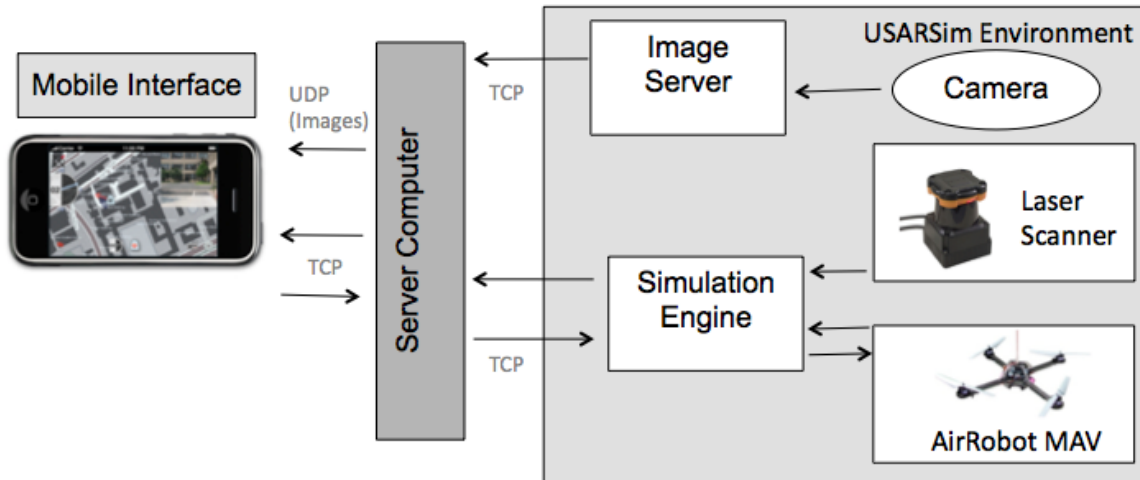 Mobile Interface
UDP
(Images)
TCP
Server Computer
TCP
TCP
USARSim Environment
Image
Server
Camera
Laser
Scanner
Simulation
Engine
AirRobot MAV